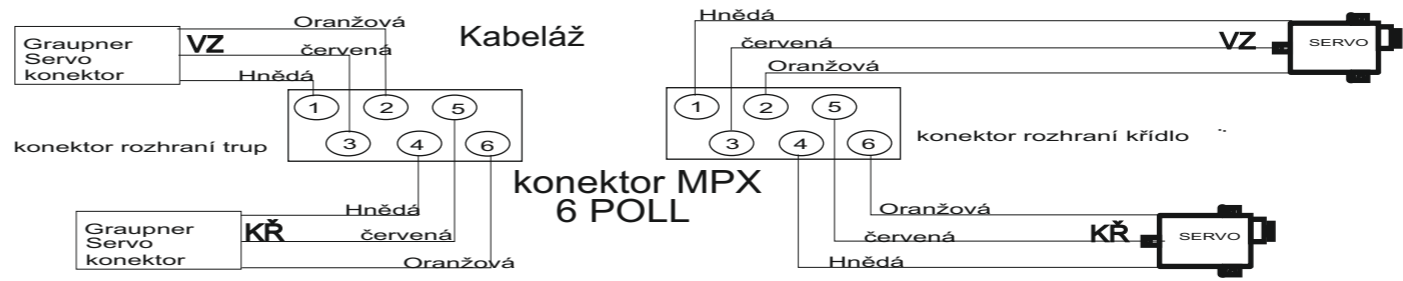 Kabeláž
Oranžová
Graupner
Servo
konektor
VZ
červená
Hnědá
1
2
5
3
4
6
konektor rozhraní trup
Hnědá
Graupner
Servo
konektor
KŘ
červená
Oranžová
konektor MPX
6 POLL
Hnědá
červená
VZ
SERVO
Oranžová
1
2
5
3
4
6
konektor rozhraní křídlo
Oranžová
červená
KŘ
SERVO
Hnědá